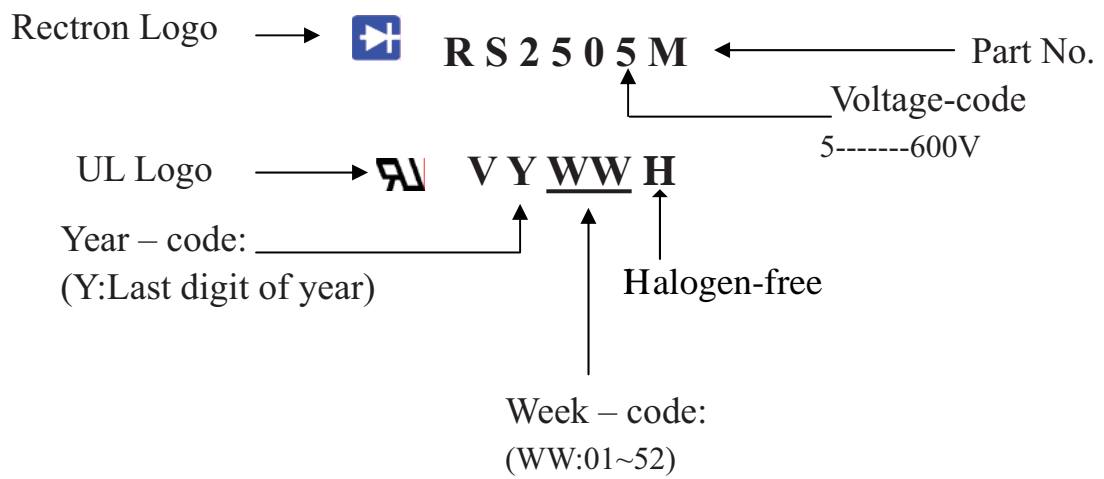 Rectron Logo
RS2505M
Part No.
Voltage-code
5-------600V
UL Logo
VYWWH
Year – code:
(Y:Last digit of year)
Halogen-free
Week – code:
(WW:01~52)